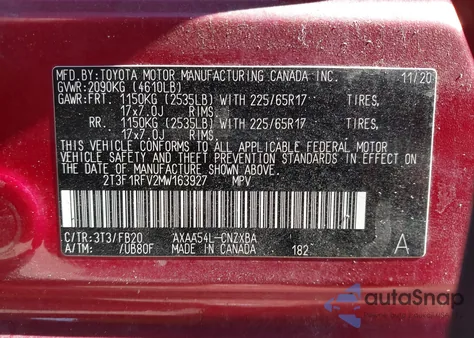 MFD. BY: TOYOTA MOTOR MANUFACTURING CANADA INC. 11/20
GVWR: 2090KG (4610LB)
GAWR: FRT. 1150KG (2535LB) WITH 225/65R17 TIRES,
17x7.0J RIMS
RR. 1150KG (2535LB) WITH 225/65R17 TIRES,
17x7.0J RIMS
THIS VEHICLE CONFORMS TO ALL APPLICABLE FEDERAL MOTOR
VEHICLE SAFETY AND THEFT PREVENTION STANDARDS IN EFFECT ON
THE DATE OF MANUFACTURE SHOWN ABOVE.
2T3F1RFV2MW163927 MPV
C/TR: 3T3/FB20 AXAA54L-CNZXBA
A/TM: /UB80F MADE IN CANADA 182 A
autoSnap